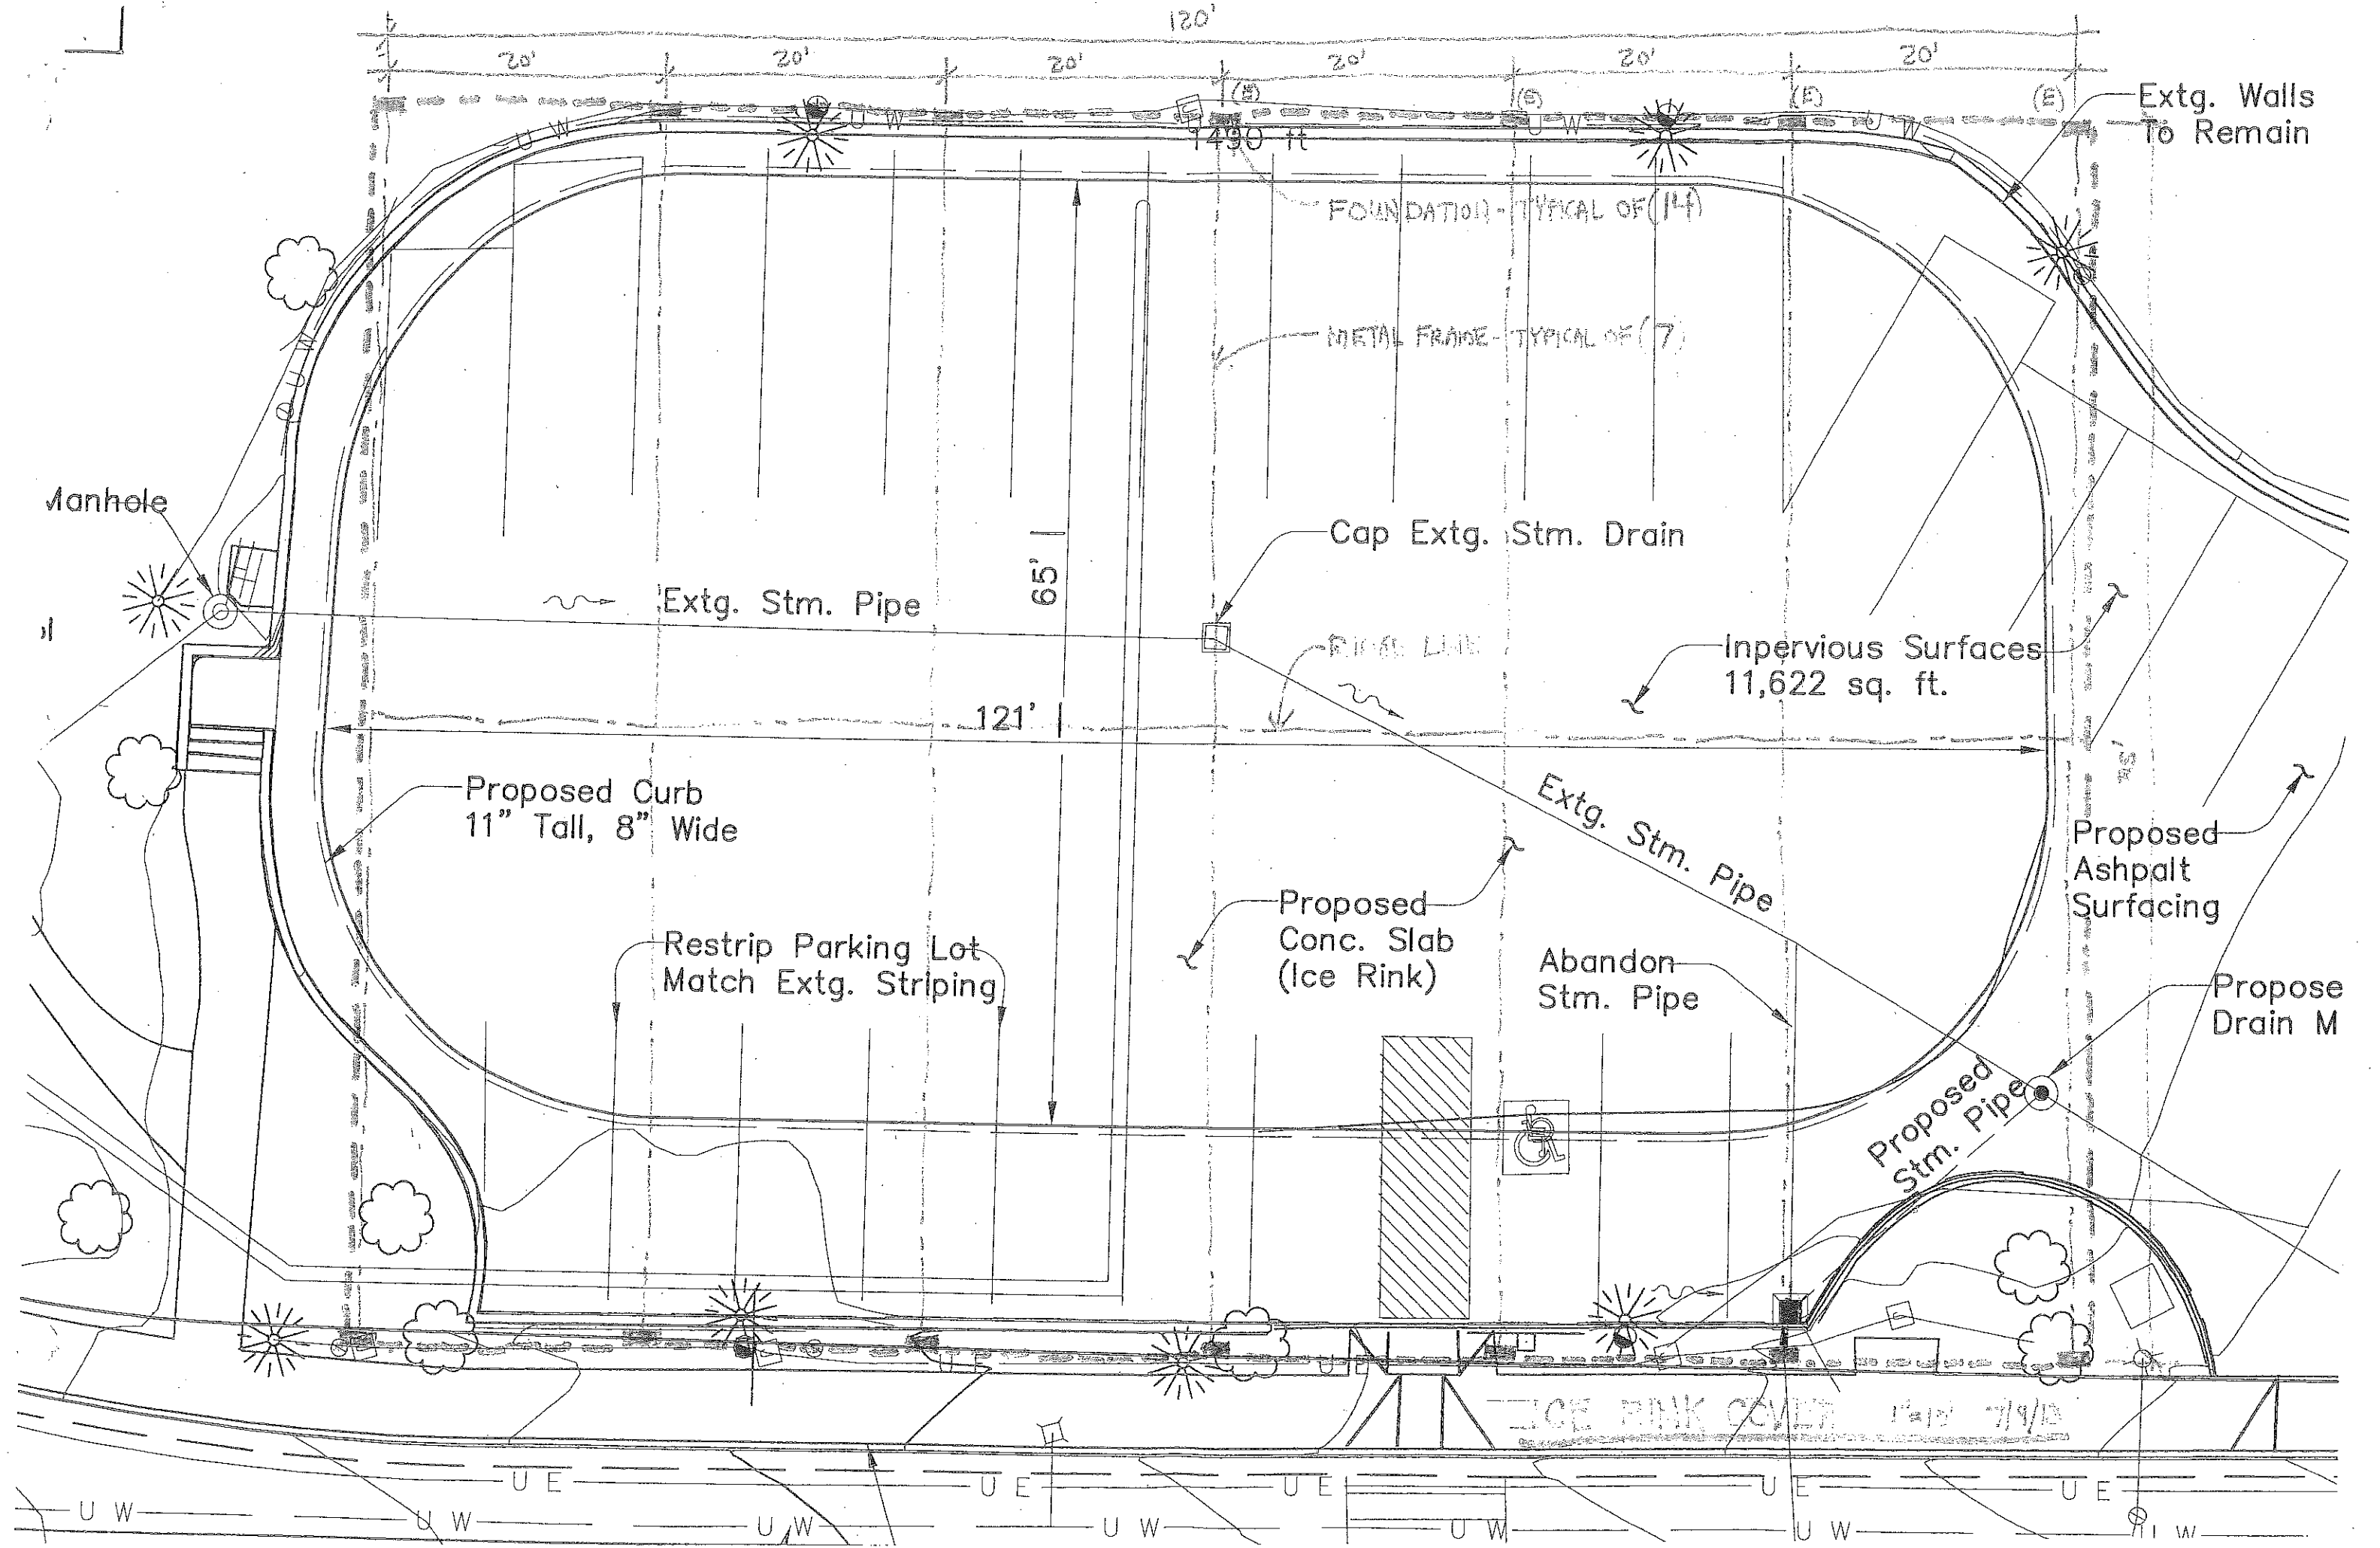 120'
20'
20'
20'
20'
20'
20'
(E)
(E)
(E)
(E)
Extg. Walls
To Remain
U W
U W
U W
U W
1490 ft
FOUNDATION-TYPICAL OF (14)
METAL FRAME-TYPICAL OF (7)
U W
Manhole
Cap Extg. Stm. Drain
65'
Extg. Stm. Pipe
Inpervious Surfaces
11,622 sq. ft.
121'
Extg. Stm. Pipe
Proposed Curb
11" Tall, 8" Wide
Proposed
Ashpalt
Surfacing
Proposed
Conc. Slab
(Ice Rink)
Restrip Parking Lot
Match Extg. Striping
Abandon
Stm. Pipe
Propose
Drain M
Proposed
Stm. Pipe
U E
U E
ICE RINK COVER
U E
U E
U E
U E
U E
U W
U W
U W
U W
U W
U W
U W